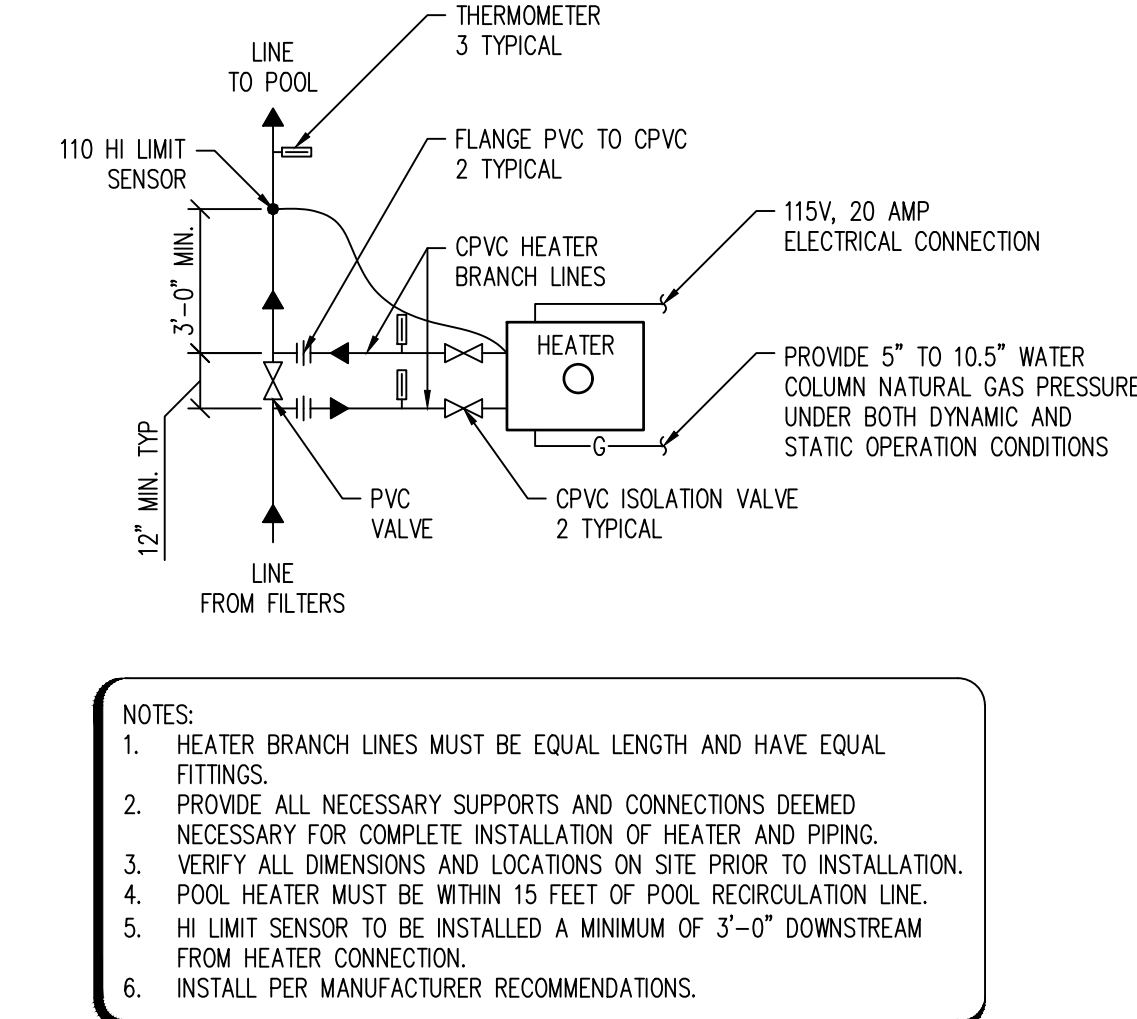 THERMOMETER
3 TYPICAL
LINE
TO POOL
FLANGE PVC TO CPVC
2 TYPICAL
110 HI LIMIT
SENSOR
115V, 20 AMP
ELECTRICAL CONNECTION
CPVC HEATER
BRANCH LINES
3'-0" MIN.
HEATER
PROVIDE 5" TO 10.5" WATER
COLUMN NATURAL GAS PRESSURE
UNDER BOTH DYNAMIC AND
STATIC OPERATION CONDITIONS
G
12" MIN. TYP
PVC
VALVE
CPVC ISOLATION VALVE
2 TYPICAL
LINE
FROM FILTERS
NOTES:
1. HEATER BRANCH LINES MUST BE EQUAL LENGTH AND HAVE EQUAL
FITTINGS.
2. PROVIDE ALL NECESSARY SUPPORTS AND CONNECTIONS DEEMED
NECESSARY FOR COMPLETE INSTALLATION OF HEATER AND PIPING.
3. VERIFY ALL DIMENSIONS AND LOCATIONS ON SITE PRIOR TO INSTALLATION.
4. POOL HEATER MUST BE WITHIN 15 FEET OF POOL RECIRCULATION LINE.
5. HI LIMIT SENSOR TO BE INSTALLED A MINIMUM OF 3'-0" DOWNSTREAM
FROM HEATER CONNECTION.
6. INSTALL PER MANUFACTURER RECOMMENDATIONS.